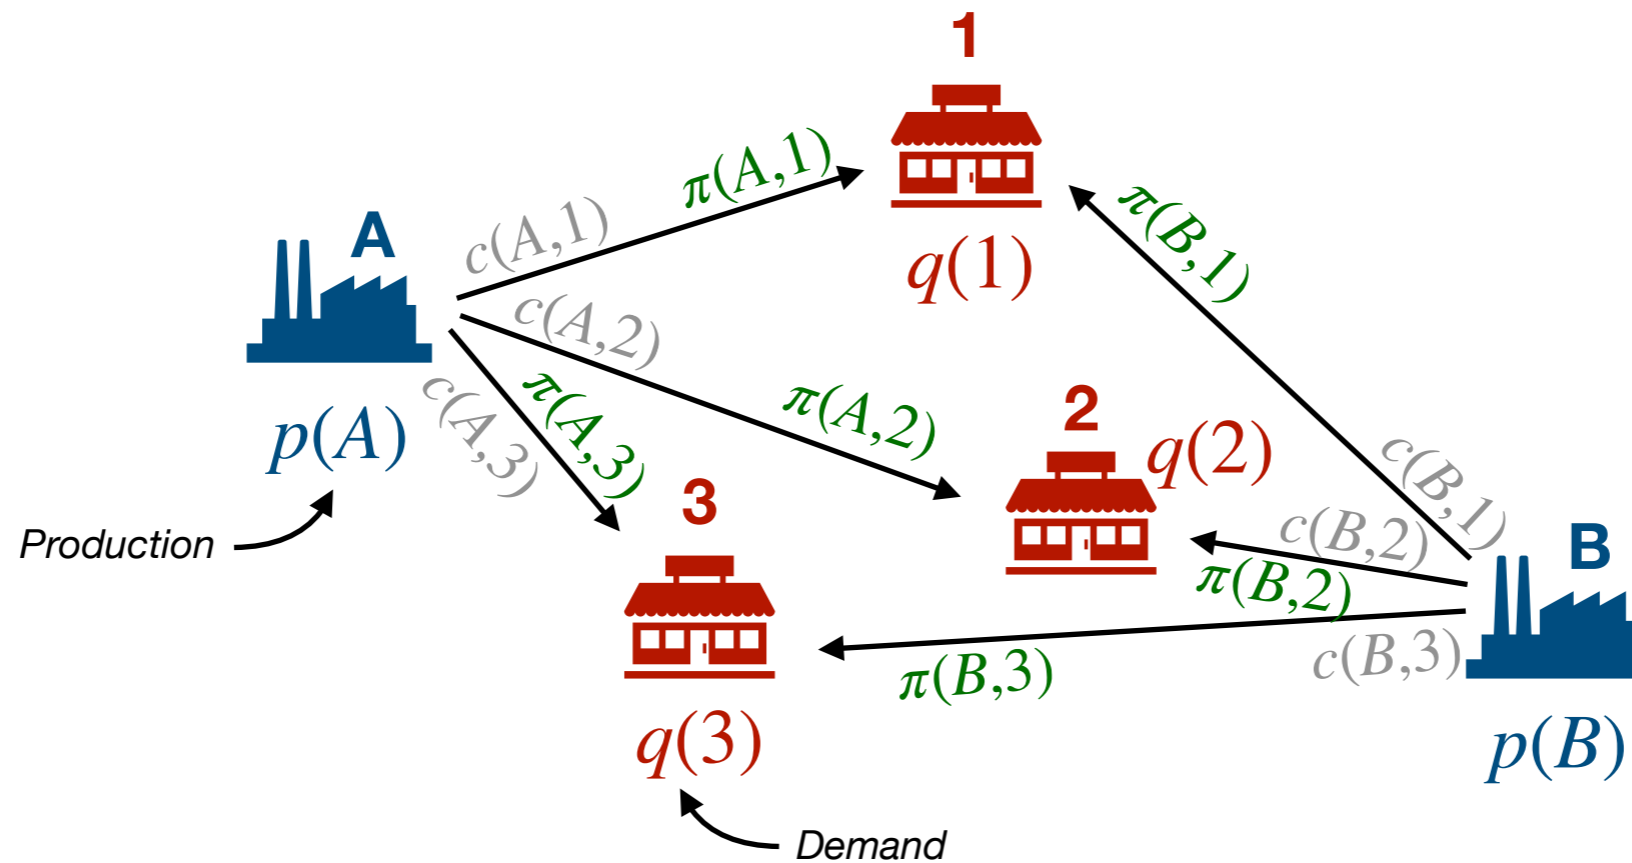 1
π(A,1)
c(A,1)
π(B,1)
A
q(1)
c(A,2)
c(A,3)
π(A,3)
π(A,2)
2
p(A)
q(2)
c(B,1)
3
Production
c(B,2)
B
π(B,2)
c(B,3)
π(B,3)
q(3)
p(B)
Demand